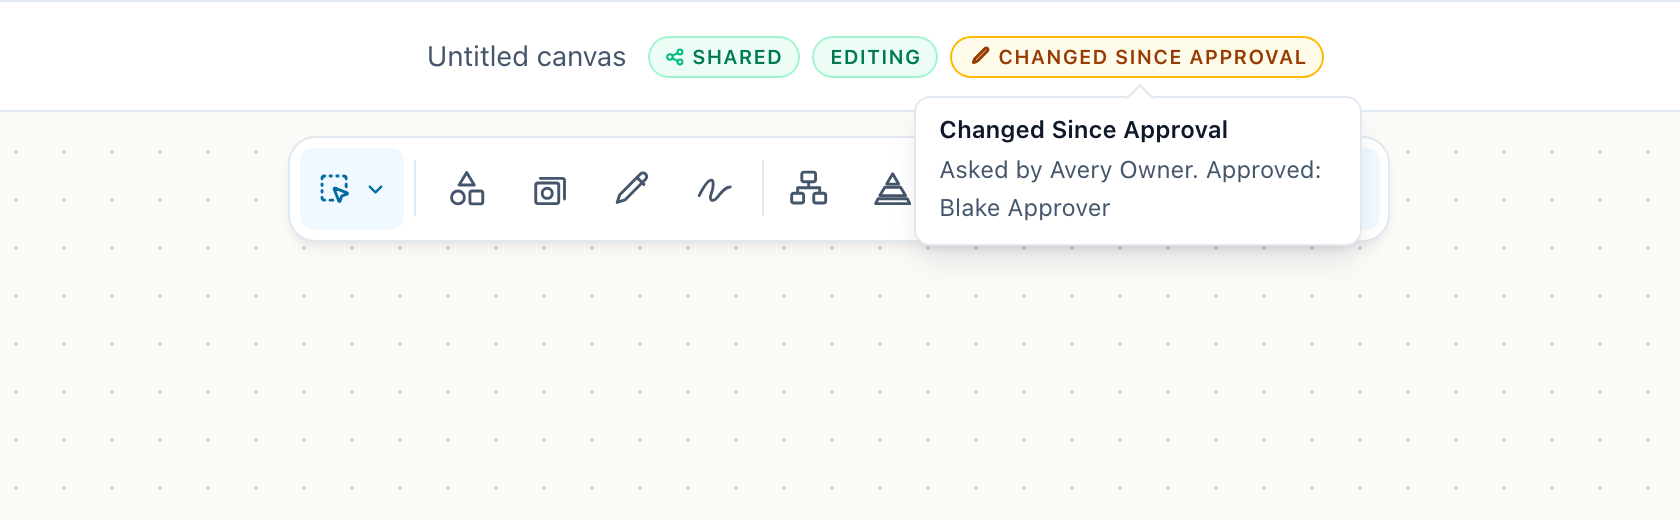 Untitled canvas SHARED EDITING CHANGED SINCE APPROVAL
Changed Since Approval
Asked by Avery Owner. Approved:
Blake Approver